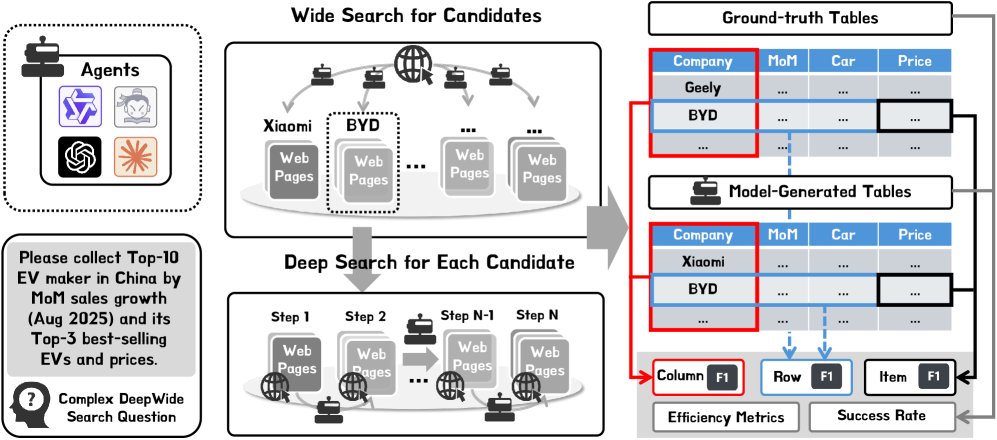 Agents
Please collect Top-10
EV maker in China by
MoM sales growth
(Aug 2025) and its
Top-3 best-selling
EVs and prices.
?
Complex DeepWide
Search Question
Wide Search for Candidates
Xiaomi BYD ... ...
Web Pages
Web Pages
...
Web Pages
Web Pages
Deep Search for Each Candidate
Step 1 Step 2 Step N-1 Step N
Web Pages
Web Pages
...
Web Pages
Web Pages
Ground-truth Tables
Company MoM Car Price
Geely ... ... ...
BYD ... ... ...
... ... ... ...
Model-Generated Tables
Company MoM Car Price
Xiaomi ... ... ...
BYD ... ... ...
... ... ... ...
Column F1 Row F1 Item F1
Efficiency Metrics Success Rate